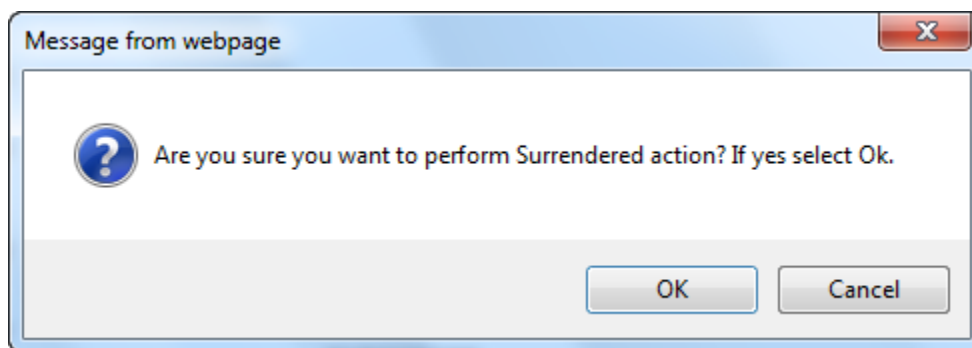 Message from webpage
Are you sure you want to perform Surrendered action? If yes select Ok.
OK
Cancel